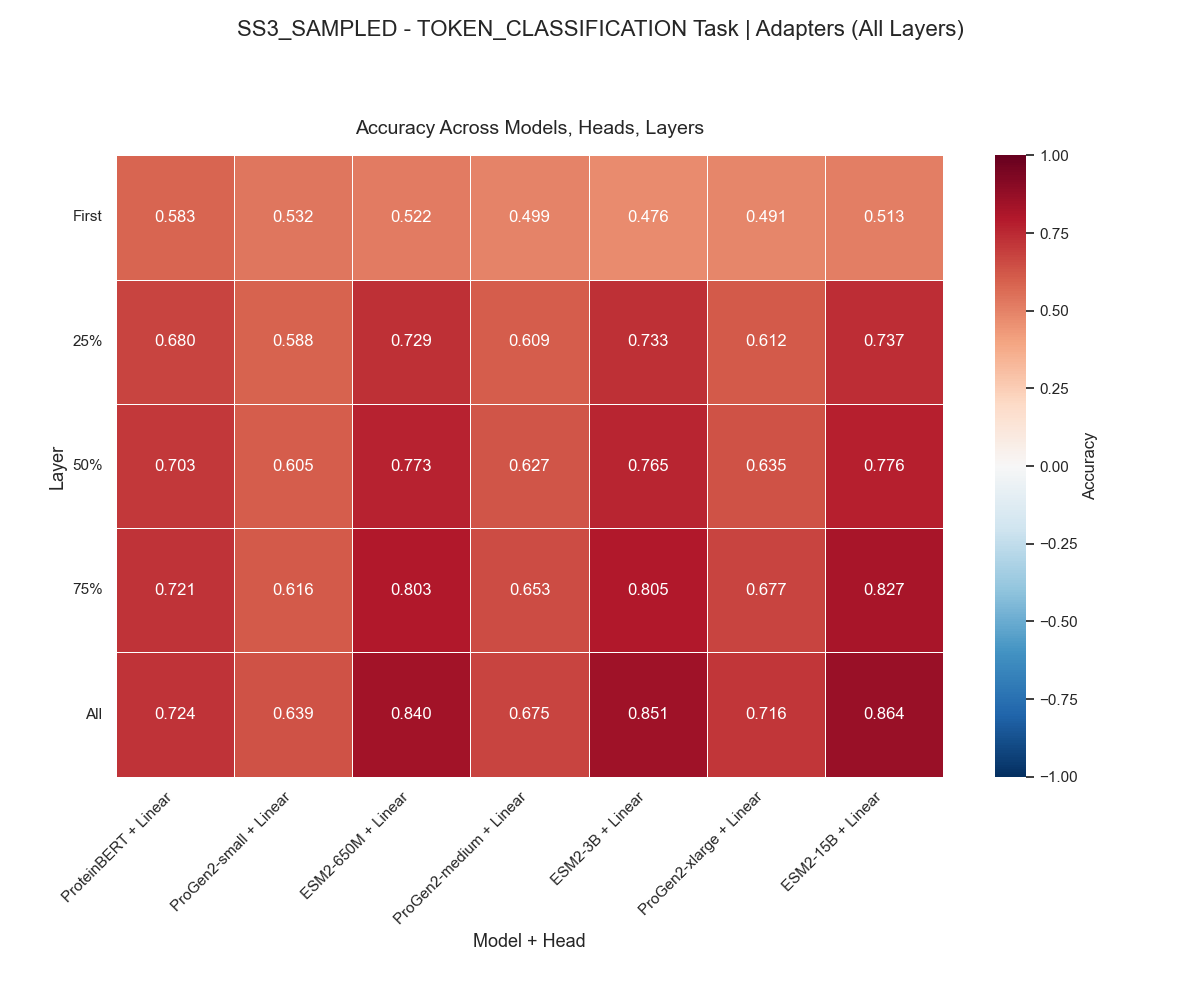 SS3_SAMPLED - TOKEN_CLASSIFICATION Task | Adapters (All Layers)
Accuracy Across Models, Heads, Layers
First 0.583 0.532 0.522 0.499 0.476 0.491 0.513
25% 0.680 0.588 0.729 0.609 0.733 0.612 0.737
50% 0.703 0.605 0.773 0.627 0.765 0.635 0.776
75% 0.721 0.616 0.803 0.653 0.805 0.677 0.827
All 0.724 0.639 0.840 0.675 0.851 0.716 0.864
Layer
ProteinBERT + Linear
ProGen2-small + Linear
ESM2-650M + Linear
ProGen2-medium + Linear
ESM2-3B + Linear
ProGen2-xlarge + Linear
ESM2-15B + Linear
Model + Head
1.00
0.75
0.50
0.25
0.00
−0.25
−0.50
−0.75
−1.00
Accuracy